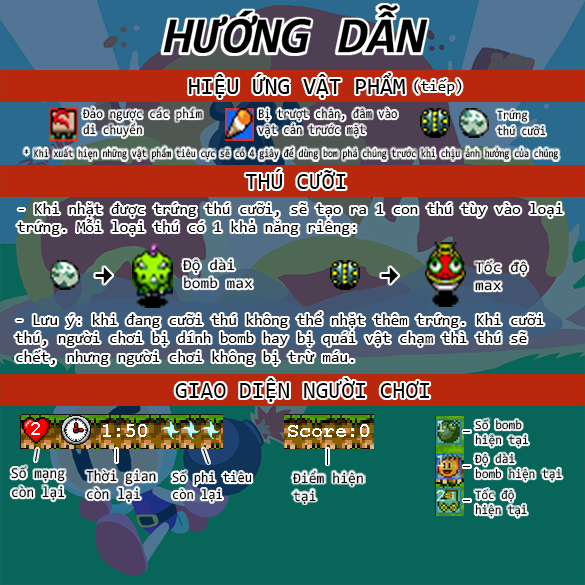 HƯỚNG DẪN
HIỆU ỨNG VẬT PHẨM (tiếp)
Đảo ngược các phím
di chuyển
Bị trượt chân, đâm vào
vật cản trước mặt
Trứng
thú cưỡi
* Khi xuất hiện những vật phẩm tiêu cực sẽ có 4 giây để dùng bom phá chúng trước khi chịu ảnh hưởng của chúng
THÚ CƯỠI
- Khi nhặt được trứng thú cưỡi, sẽ tạo ra 1 con thú tùy vào loại
trứng. Mỗi loại thú có 1 khả năng riêng:
Độ dài
bomb max
Tốc độ
max
- Lưu ý: khi đang cưỡi thú không thể nhặt thêm trứng. Khi cưỡi
thú, người chơi bị dính bomb hay bị quái vật chạm thì thú sẽ
chết, nhưng người chơi không bị trừ máu.
GIAO DIỆN NGƯỜI CHƠI
2
1:50
Score:0
Số mạng
còn lại
Thời gian
còn lại
Số phi tiêu
còn lại
Điểm hiện
tại
Số bomb
hiện tại
Độ dài
bomb hiện tại
Tốc độ
hiện tại